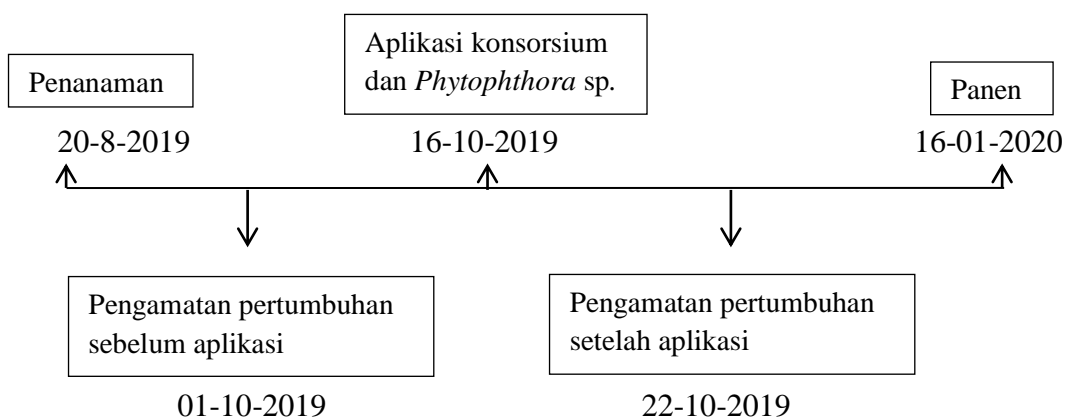 Aplikasi konsorsium
dan Phytophthora sp.
Penanaman
Panen
20-8-2019
16-10-2019
16-01-2020
Pengamatan pertumbuhan
sebelum aplikasi
Pengamatan pertumbuhan
setelah aplikasi
01-10-2019
22-10-2019